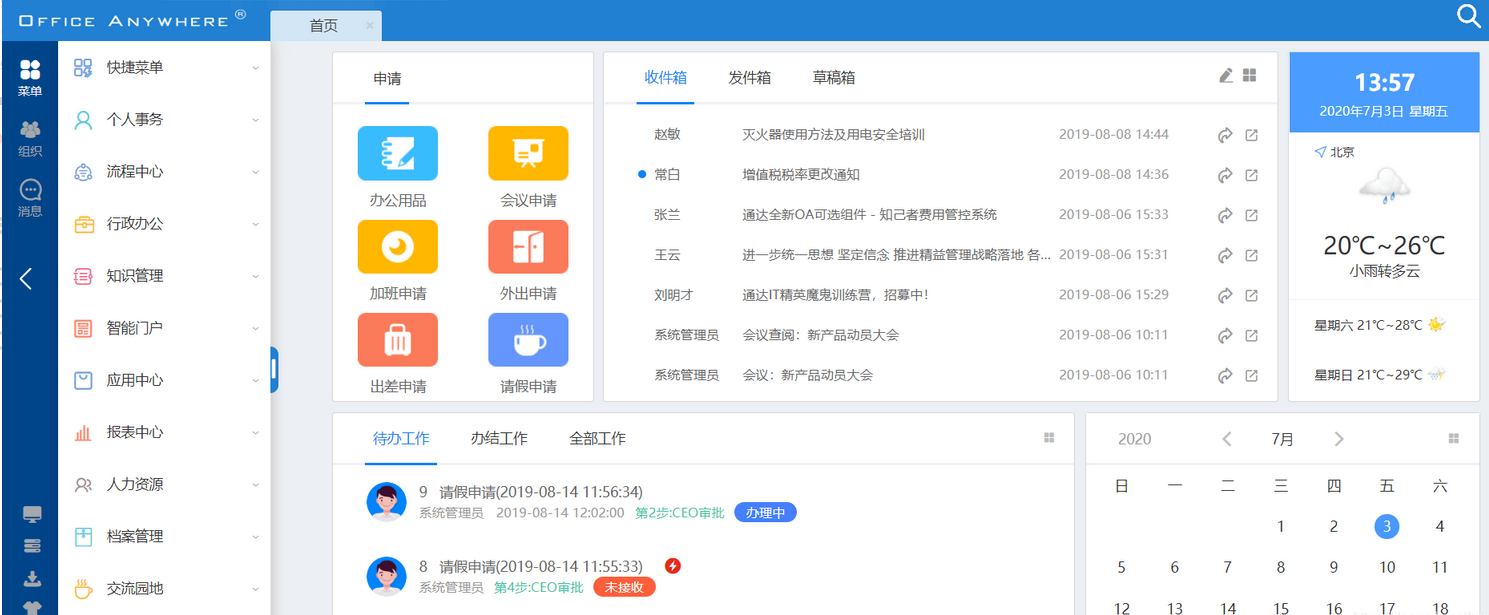 OFFICE ANYWHERE®
首页 ×
菜单
组织
消息
快捷菜单
个人事务
流程中心
行政办公
知识管理
智能门户
应用中心
报表中心
人力资源
档案管理
交流园地
申请
办公用品 会议申请
加班申请 外出申请
出差申请 请假申请
收件箱 发件箱 草稿箱
赵敏 灭火器使用方法及用电安全培训 2019-08-08 14:44
常白 增值税税率更改通知 2019-08-08 14:36
张兰 通达全新OA可选组件 - 知己者费用管控系统 2019-08-06 15:33
王云 进一步统一思想 坚定信念 推进精益管理战略落地 各... 2019-08-06 15:31
刘明才 通达IT精英魔鬼训练营，招募中！ 2019-08-06 15:29
系统管理员 会议查阅：新产品动员大会 2019-08-06 10:11
系统管理员 会议：新产品动员大会 2019-08-06 10:11
13:57
2020年7月3日 星期五
北京
20℃~26℃
小雨转多云
星期六 21℃~28℃
星期日 21℃~29℃
待办工作 办结工作 全部工作
9 请假申请(2019-08-14 11:56:34)
系统管理员 2019-08-14 12:02:00 第2步:CEO审批 办理中
8 请假申请(2019-08-14 11:55:33)
系统管理员 第4步:CEO审批 未接收
2020 7月
日 一 二 三 四 五 六
1 2 3 4
5 6 7 8 9 10 11
12 13 14 15 16 17 18